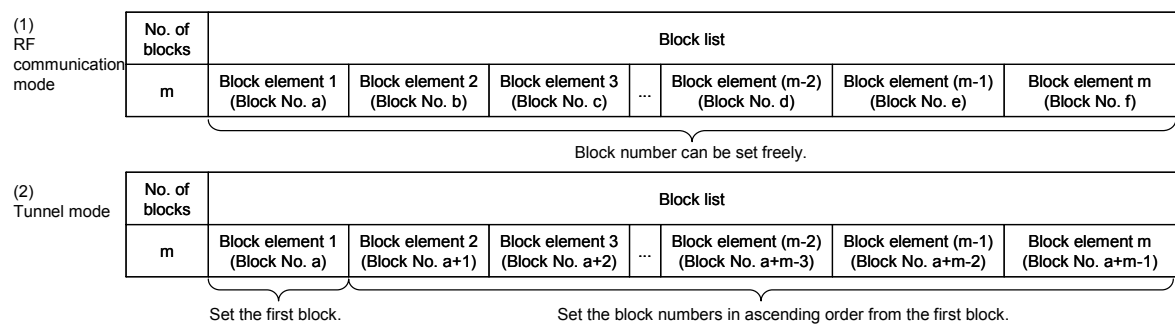 (1)
RF
communication
mode
No. of
blocks
Block list
m
Block element 1
(Block No. a)
Block element 2
(Block No. b)
Block element 3
(Block No. c)
...
Block element (m-2)
(Block No. d)
Block element (m-1)
(Block No. e)
Block element m
(Block No. f)
Block number can be set freely.
(2)
Tunnel mode
No. of
blocks
Block list
m
Block element 1
(Block No. a)
Block element 2
(Block No. a+1)
Block element 3
(Block No. a+2)
...
Block element (m-2)
(Block No. a+m-3)
Block element (m-1)
(Block No. a+m-2)
Block element m
(Block No. a+m-1)
Set the first block.
Set the block numbers in ascending order from the first block.